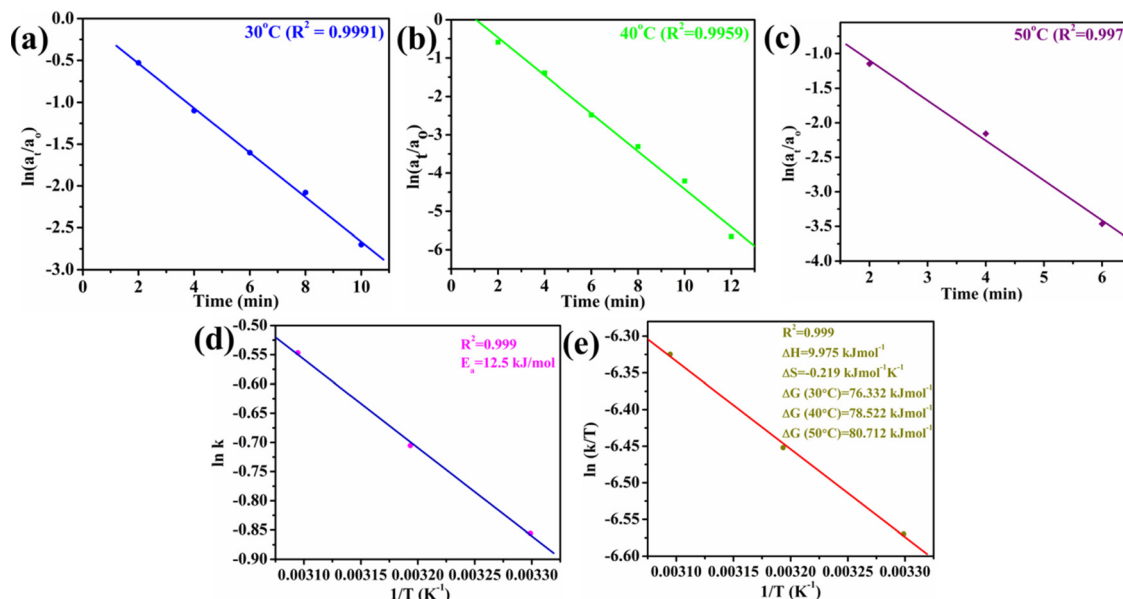 (a)
30°C (R² = 0.9991)
0.0
-0.5
-1.0
-1.5
-2.0
-2.5
-3.0
ln(a_t/a_o)
0 2 4 6 8 10
Time (min)
(b)
40°C (R²=0.9959)
0
-1
-2
-3
-4
-5
-6
ln(a_t/a_o)
0 2 4 6 8 10 12
Time (min)
(c)
50°C (R²=0.997
-1.0
-1.5
-2.0
-2.5
-3.0
-3.5
-4.0
ln(a_t/a_o)
2 3 4 5 6
Time (min)
(d)
R²=0.999
E_a=12.5 kJ/mol
-0.50
-0.55
-0.60
-0.65
-0.70
-0.75
-0.80
-0.85
-0.90
ln k
0.00310 0.00315 0.00320 0.00325 0.00330
1/T (K⁻¹)
(e)
R²=0.999
ΔH=9.975 kJmol⁻¹
ΔS=-0.219 kJmol⁻¹K⁻¹
ΔG (30°C)=76.332 kJmol⁻¹
ΔG (40°C)=78.522 kJmol⁻¹
ΔG (50°C)=80.712 kJmol⁻¹
-6.30
-6.35
-6.40
-6.45
-6.50
-6.55
-6.60
ln (k/T)
0.00310 0.00315 0.00320 0.00325 0.00330
1/T (K⁻¹)